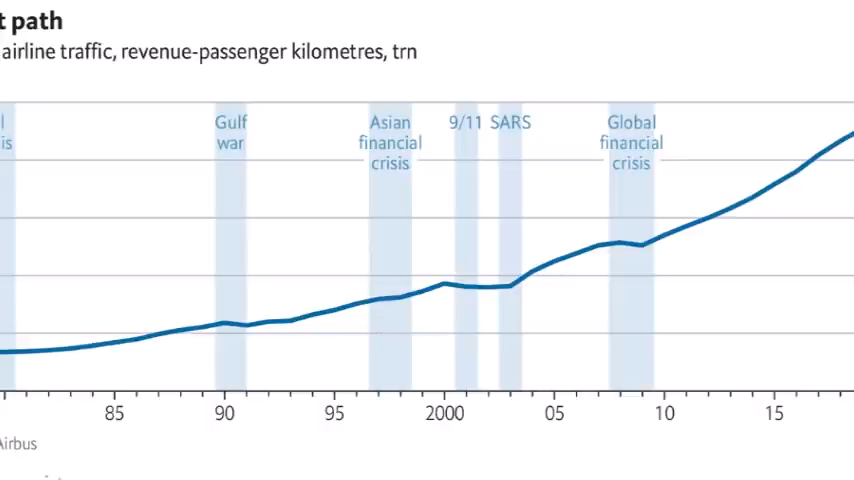 t path
airline traffic, revenue-passenger kilometres, trn
l
is
Gulf
war
Asian
financial
crisis
9/11
SARS
Global
financial
crisis
85 90 95 2000 05 10 15
Airbus